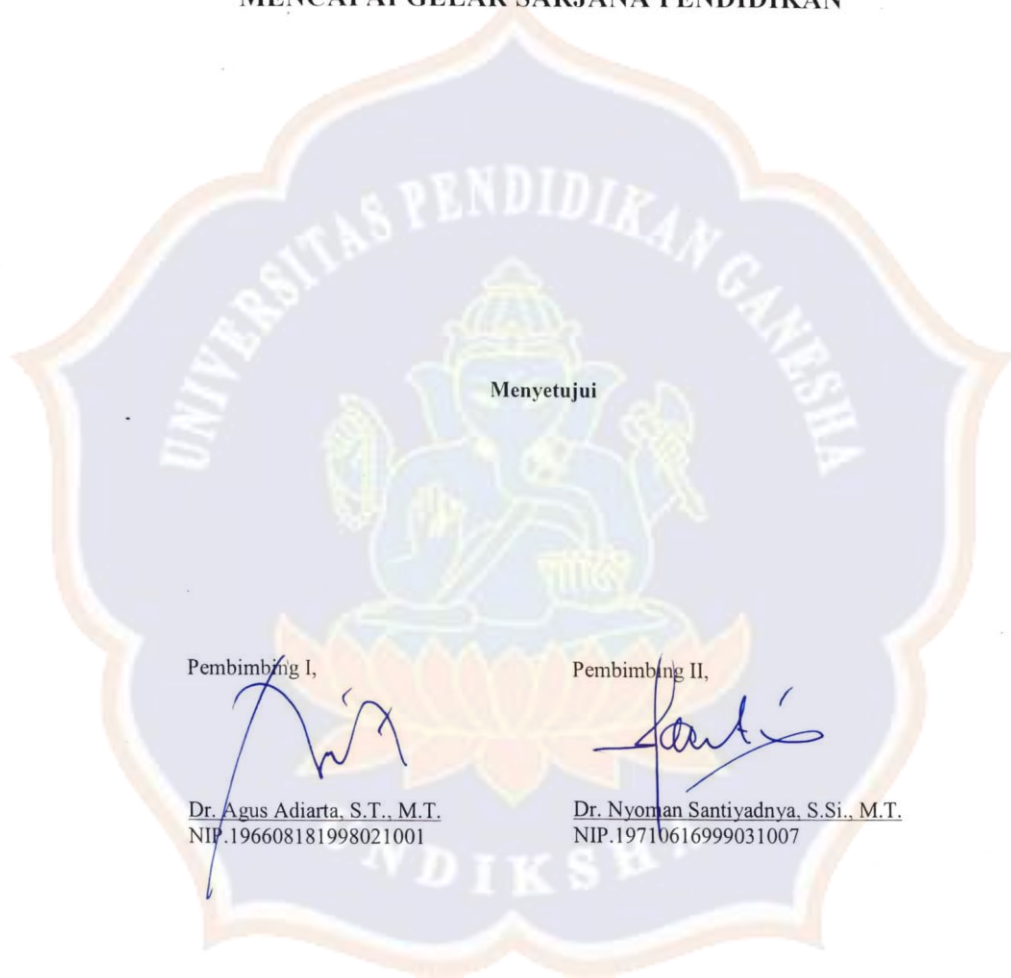 MENCAPAI GELAR SARJANA PENDIDIKAN
UNIVERSITAS PENDIDIKAN GANESHA
Menyetujui
Pembimbing I,
Pembimbing II,
Dr. Agus Adiarta, S.T., M.T.
NIP.196608181998021001
Dr. Nyoman Santiyadnya, S.Si., M.T.
NIP.19710616999031007
UNDIKSHA